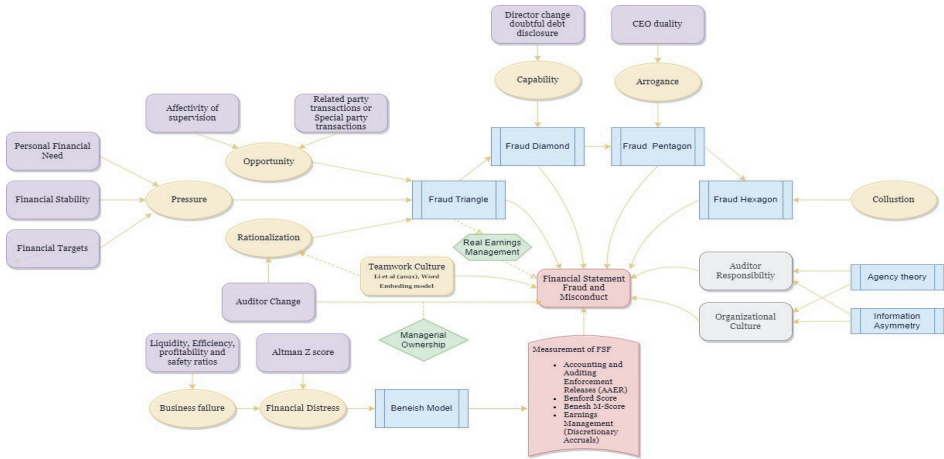 Director change
doubtful debt
disclosure
CEO duality
Capability
Arrogance
Affectivity of
supervision
Related party
transactions or
Special party
transactions
Personal Financial
Need
Opportunity
Fraud Diamond
Fraud Pentagon
Financial Stability
Pressure
Fraud Triangle
Fraud Hexagon
Collustion
Financial Targets
Rationalization
Real Earnings
Management
Teamwork Culture
Li et al (2021), Word
Embeding model
Financial Statement
Fraud and
Misconduct
Auditor
Responsibiltiy
Agency theory
Auditor Change
Organizational
Culture
Information
Asymmetry
Managerial
Ownership
Liquidity, Efficiency,
profitability and
safety ratios
Altman Z score
Measurement of FSF
• Accounting and
Auditing
Enforcement
Releases (AAER)
• Benford Score
• Benesh M-Score
• Earnings
Management
(Discretionary
Accruals)
Business failure
Financial Distress
Beneish Model